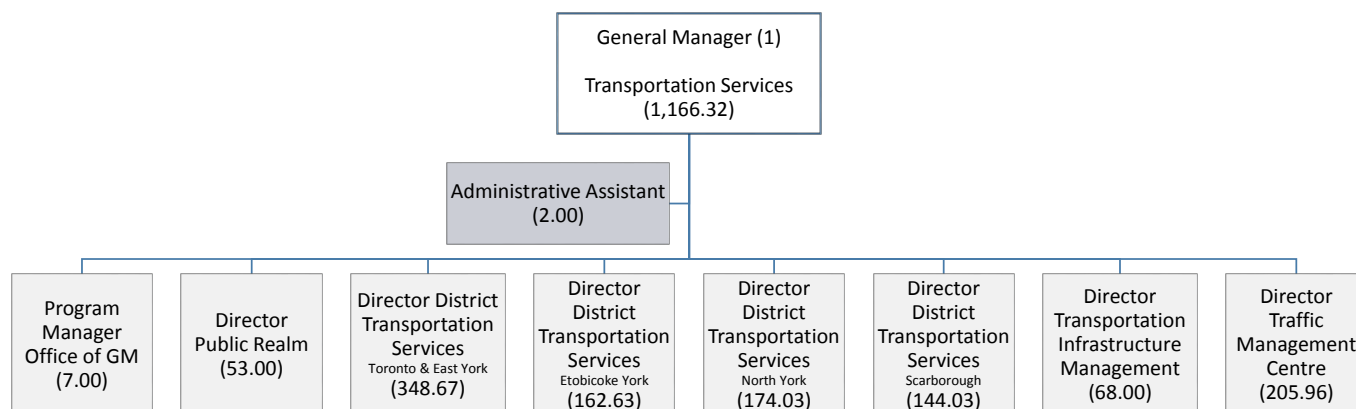 General Manager (1)
Transportation Services
(1,166.32)
Administrative Assistant
(2.00)
Program
Manager
Office of GM
(7.00)
Director
Public Realm
(53.00)
Director District
Transportation
Services
Toronto & East York
(348.67)
Director
District
Transportation
Services
Etobicoke York
(162.63)
Director
District
Transportation
Services
North York
(174.03)
Director
District
Transportation
Services
Scarborough
(144.03)
Director
Transportation
Infrastructure
Management
(68.00)
Director
Traffic
Management
Centre
(205.96)